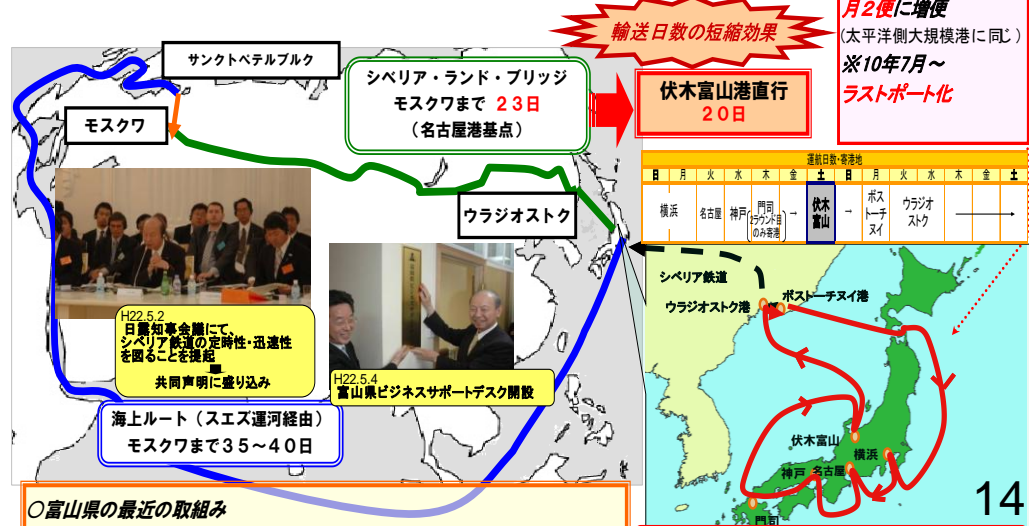 輸送日数の短縮効果
月2便に増便
(太平洋側大規模港に同じ)
※10年7月~
ラストポート化
サンクトペテルブルク
モスクワ
シベリア・ランド・ブリッジ
モスクワまで 23日
(名古屋港基点)
伏木富山港直行
20日
ウラジオストク
運航日数・寄港地
日 月 火 水 木 金 土 日 月 火 水 木 金 土
横浜 名古屋 神戸 (門司 2ラウンド目のみ寄港) → 伏木富山 → ボストーチヌイ ウラジオストク
H22.5.2
日露知事会議にて、
シベリア鉄道の定時性・迅速性
を図ることを提起
共同声明に盛り込み
H22.5.4
富山県ビジネスサポートデスク開設
海上ルート(スエズ運河経由)
モスクワまで35~40日
シベリア鉄道
ウラジオストク港
ボストーチヌイ港
伏木富山
横浜
神戸 名古屋
門司
○富山県の最近の取組み
14